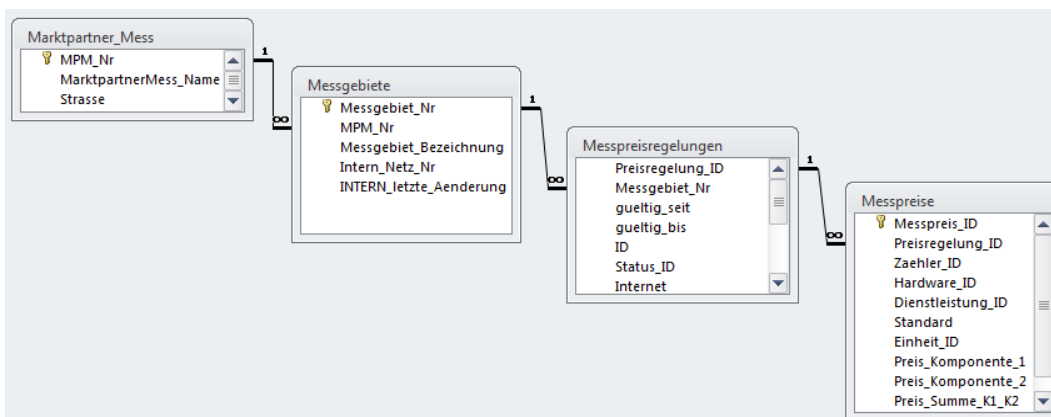 Marktpartner_Mess
MPM_Nr
MarktpartnerMess_Name
Strasse
1
∞
Messgebiete
Messgebiet_Nr
MPM_Nr
Messgebiet_Bezeichnung
Intern_Netz_Nr
INTERN_letzte_Aenderung
1
∞
Messpreisregelungen
Preisregelung_ID
Messgebiet_Nr
gueltig_seit
gueltig_bis
ID
Status_ID
Internet
1
∞
Messpreise
Messpreis_ID
Preisregelung_ID
Zaehler_ID
Hardware_ID
Dienstleistung_ID
Standard
Einheit_ID
Preis_Komponente_1
Preis_Komponente_2
Preis_Summe_K1_K2